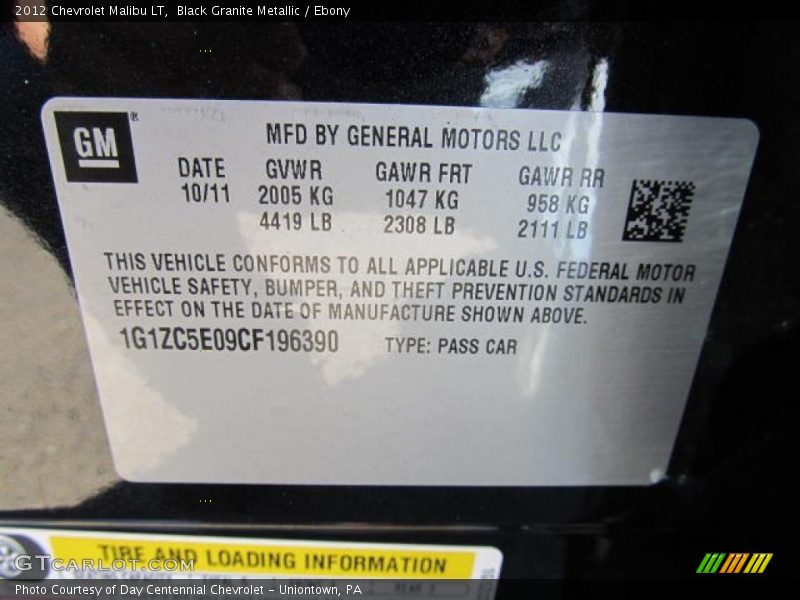 2012 Chevrolet Malibu LT, Black Granite Metallic / Ebony
GM®
MFD BY GENERAL MOTORS LLC
DATE GVWR GAWR FRT GAWR RR
10/11 2005 KG 1047 KG 958 KG
4419 LB 2308 LB 2111 LB
THIS VEHICLE CONFORMS TO ALL APPLICABLE U.S. FEDERAL MOTOR
VEHICLE SAFETY, BUMPER, AND THEFT PREVENTION STANDARDS IN
EFFECT ON THE DATE OF MANUFACTURE SHOWN ABOVE.
1G1ZC5E09CF196390 TYPE: PASS CAR
TIRE AND LOADING INFORMATION
GTcarlot.com
Photo Courtesy of Day Centennial Chevrolet - Uniontown, PA